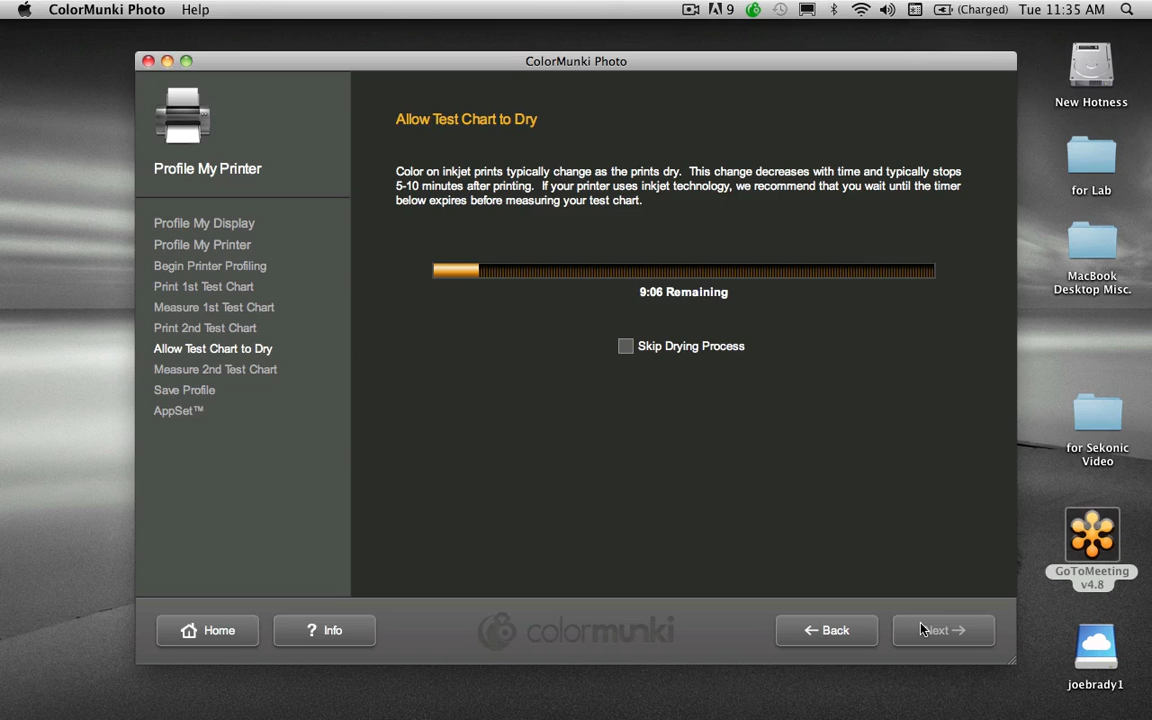 ColorMunki Photo Help
9 (Charged) Tue 11:35 AM
ColorMunki Photo
New Hotness
for Lab
MacBook
Desktop Misc.
for Sekonic
Video
GoToMeeting
v4.8
joebrady1
Profile My Printer
Profile My Display
Profile My Printer
Begin Printer Profiling
Print 1st Test Chart
Measure 1st Test Chart
Print 2nd Test Chart
Allow Test Chart to Dry
Measure 2nd Test Chart
Save Profile
AppSet™
Allow Test Chart to Dry
Color on inkjet prints typically change as the prints dry. This change decreases with time and typically stops
5-10 minutes after printing. If your printer uses inkjet technology, we recommend that you wait until the timer
below expires before measuring your test chart.
9:06 Remaining
Skip Drying Process
Home
? Info
colormunki
← Back
Next →